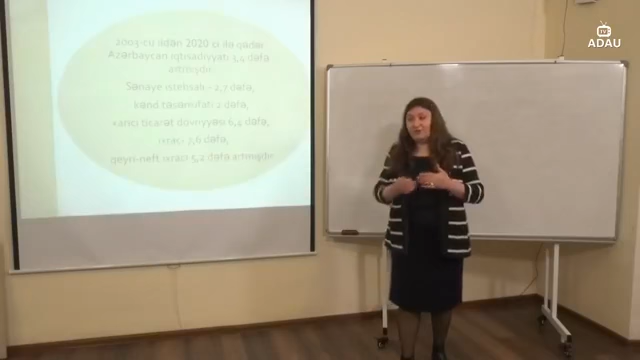 2003-cü ildən 2020 ci ilə qədər
Azərbaycan iqtisadiyyatı 3,4 dəfə
artmışdır.
Sənaye istehsalı - 2,7 dəfə,
kənd təsərrüfatı 2 dəfə,
xarici ticarət dövriyyəsi 6,4 dəfə,
ixrac - 7,6 dəfə,
qeyri-neft ixracı 5,2 dəfə artmışdır.
TV
ADAU